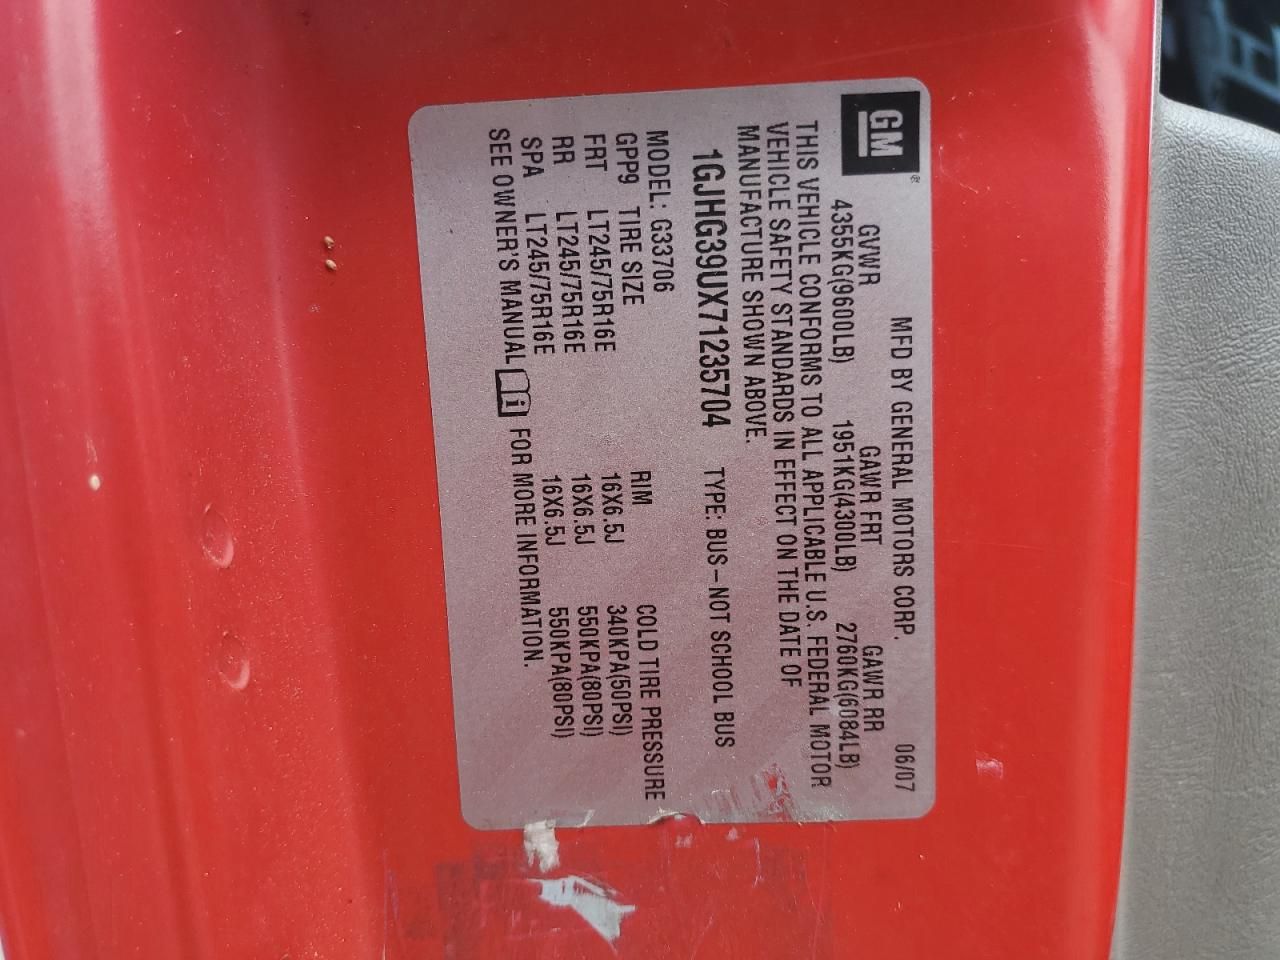 GM®
MFD BY GENERAL MOTORS CORP. 06/07
GVWR GAWR FRT GAWR RR
4355KG(9600LB) 1951KG(4300LB) 2760KG(6084LB)
THIS VEHICLE CONFORMS TO ALL APPLICABLE U.S. FEDERAL MOTOR
VEHICLE SAFETY STANDARDS IN EFFECT ON THE DATE OF
MANUFACTURE SHOWN ABOVE.
1GJHG39UX71235704 TYPE: BUS–NOT SCHOOL BUS
MODEL: G33706
GPP9 TIRE SIZE RIM COLD TIRE PRESSURE
FRT LT245/75R16E 16X6.5J 340KPA(50PSI)
RR LT245/75R16E 16X6.5J 550KPA(80PSI)
SPA LT245/75R16E 16X6.5J 550KPA(80PSI)
SEE OWNER'S MANUAL i FOR MORE INFORMATION.